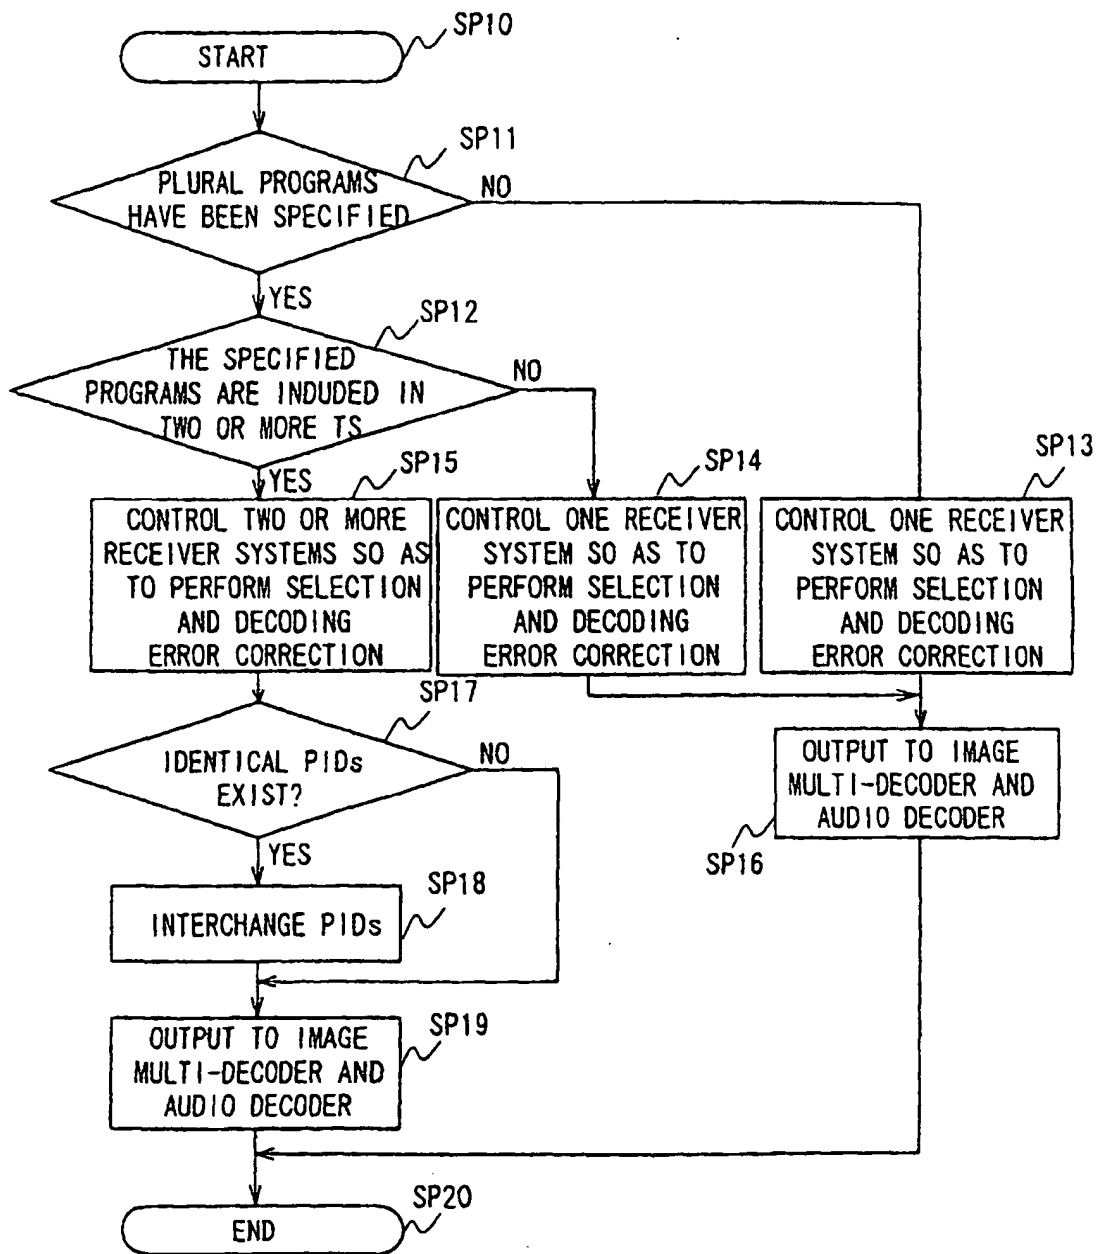 SP10
START
SP11
PLURAL PROGRAMS
HAVE BEEN SPECIFIED
NO
YES
SP12
THE SPECIFIED
PROGRAMS ARE INDUDED IN
TWO OR MORE TS
NO
YES
SP15
CONTROL TWO OR MORE
RECEIVER SYSTEMS SO AS
TO PERFORM SELECTION
AND DECODING
ERROR CORRECTION
SP14
CONTROL ONE RECEIVER
SYSTEM SO AS TO
PERFORM SELECTION
AND DECODING
ERROR CORRECTION
SP13
CONTROL ONE RECEIVER
SYSTEM SO AS TO
PERFORM SELECTION
AND DECODING
ERROR CORRECTION
SP17
IDENTICAL PIDs
EXIST?
NO
YES
OUTPUT TO IMAGE
MULTI-DECODER AND
AUDIO DECODER
SP16
SP18
INTERCHANGE PIDs
SP19
OUTPUT TO IMAGE
MULTI-DECODER AND
AUDIO DECODER
SP20
END